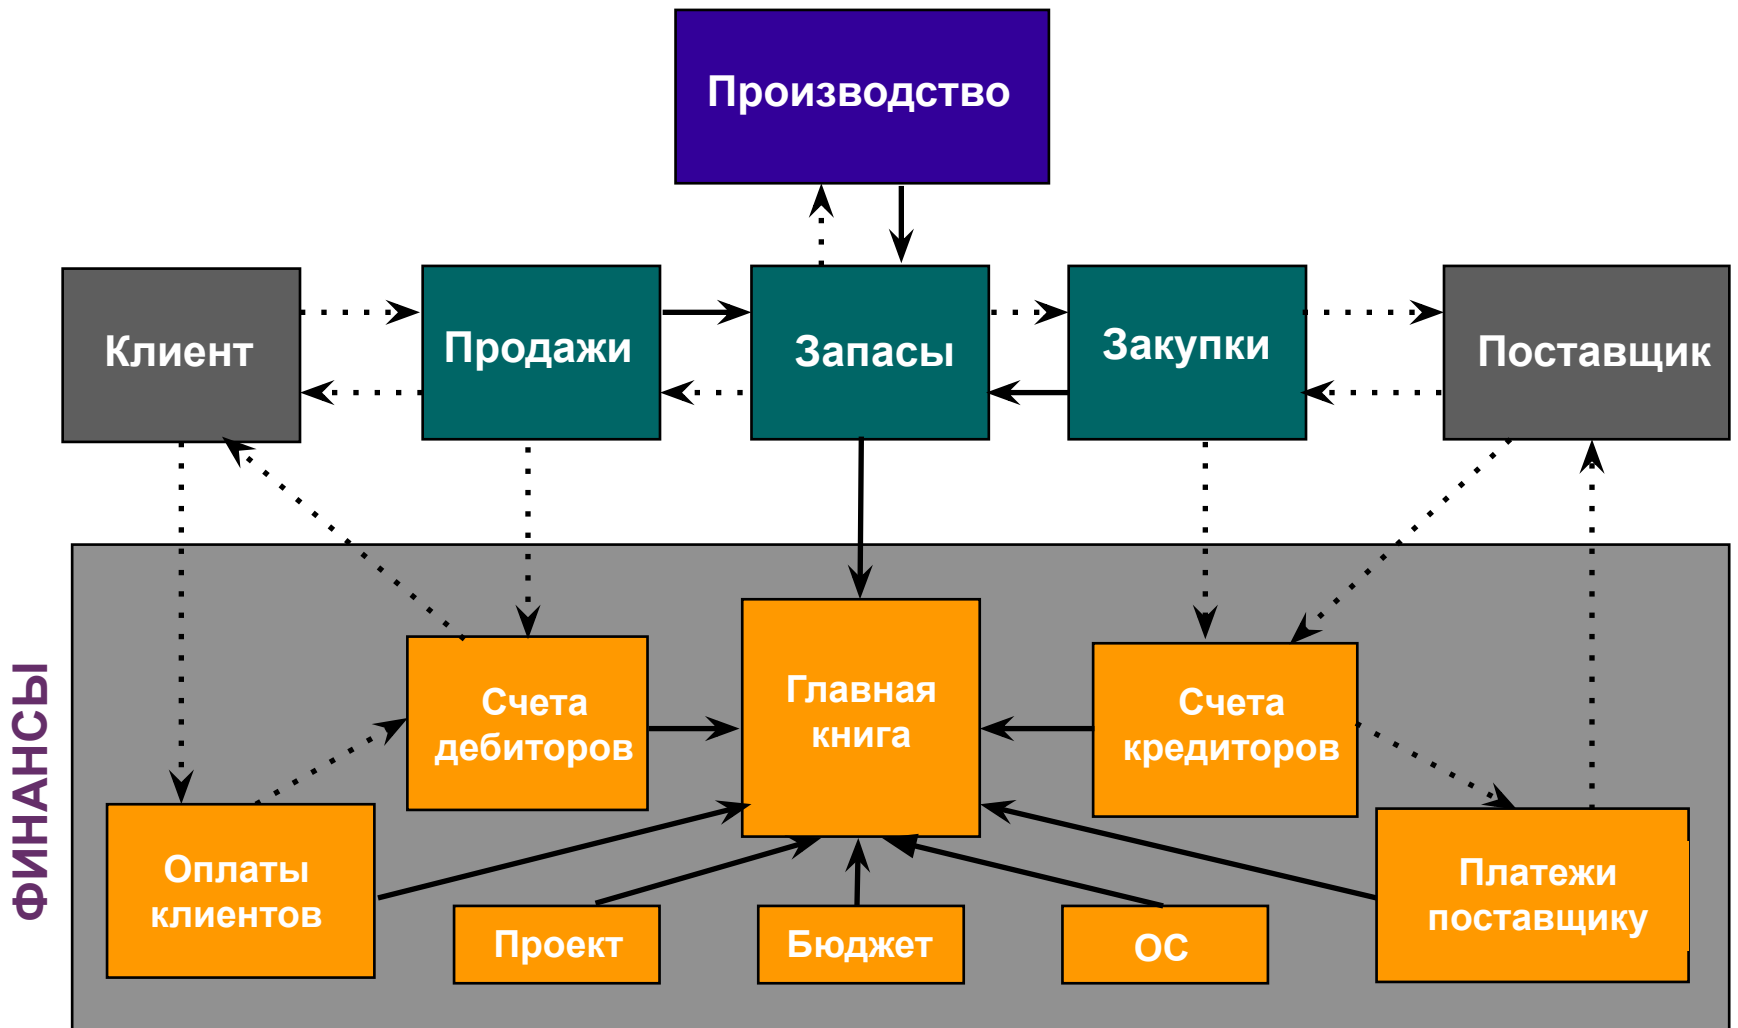 Производство
Клиент
Продажи
Запасы
Закупки
Поставщик
ФИНАНСЫ
Счета
дебиторов
Главная
книга
Счета
кредиторов
Оплаты
клиентов
Проект
Бюджет
ОС
Платежи
поставщику